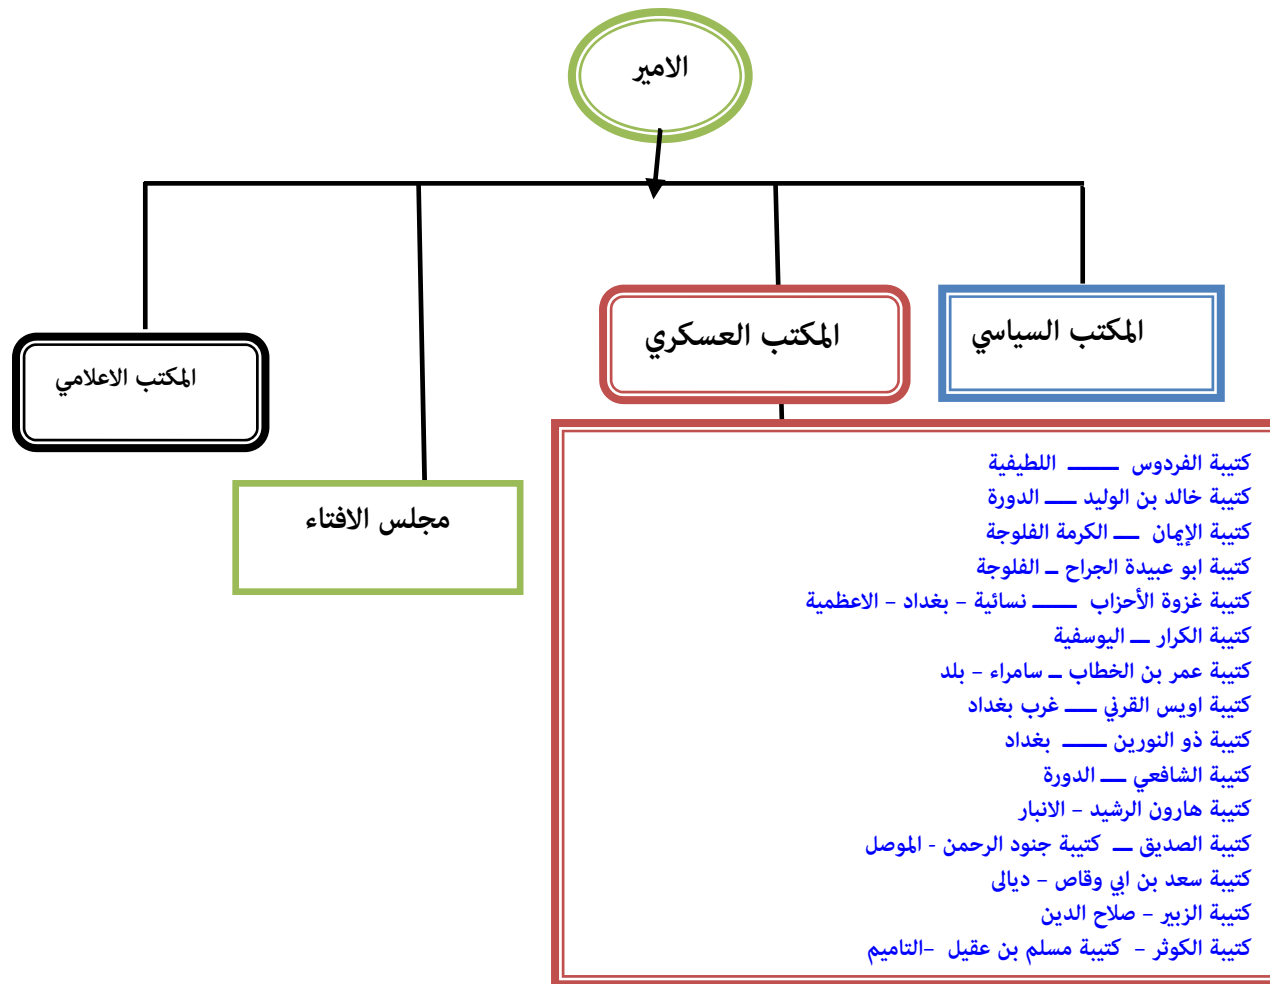 الامير
المكتب السياسي
المكتب العسكري
المكتب الاعلامي
مجلس الافتاء
كتيبة الفردوس ــــــ اللطيفية
كتيبة خالد بن الوليد ــــ الدورة
كتيبة الإيمان ـــ الكرمة الفلوجة
كتيبة ابو عبيدة الجراح ــ الفلوجة
كتيبة غزوة الأحزاب ـــــ نسائية – بغداد – الاعظمية
كتيبة الكرار ـــ اليوسفية
كتيبة عمر بن الخطاب ــ سامراء – بلد
كتيبة اويس القرني ــــ غرب بغداد
كتيبة ذو النورين ـــــ بغداد
كتيبة الشافعي ـــ الدورة
كتيبة هارون الرشيد – الانبار
كتيبة الصديق ـــ كتيبة جنود الرحمن - الموصل
كتيبة سعد بن ابي وقاص – ديالى
كتيبة الزبير – صلاح الدين
كتيبة الكوثر – كتيبة مسلم بن عقيل –التاميم